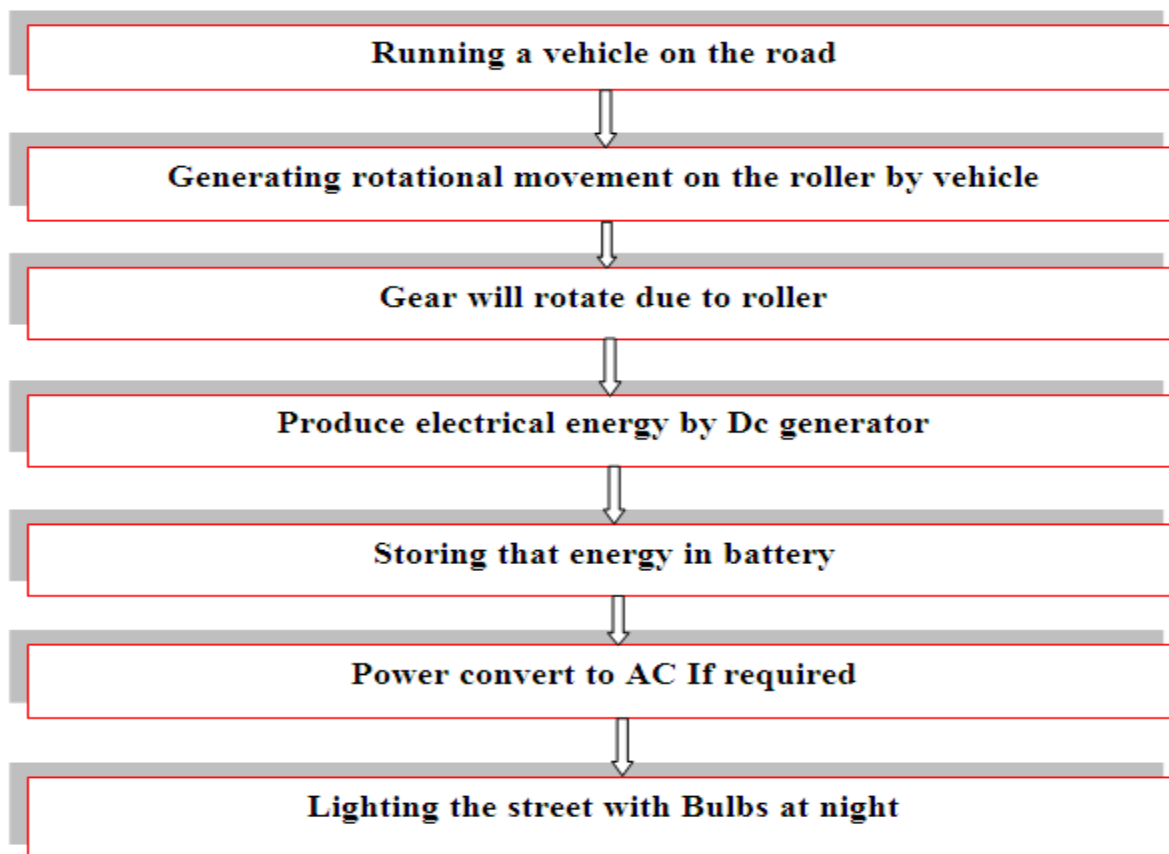 Running a vehicle on the road
Generating rotational movement on the roller by vehicle
Gear will rotate due to roller
Produce electrical energy by Dc generator
Storing that energy in battery
Power convert to AC If required
Lighting the street with Bulbs at night